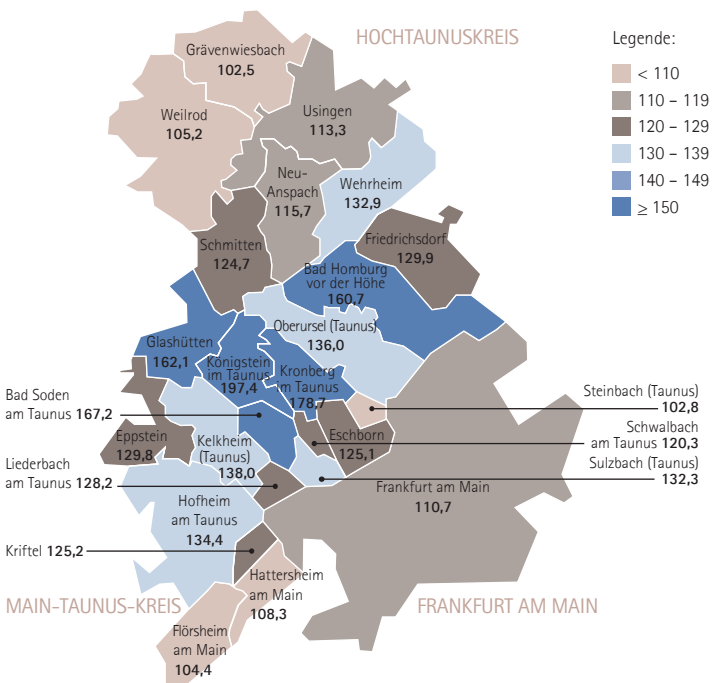 HOCHTAUNUSKREIS
Legende:
< 110
110 – 119
120 – 129
130 – 139
140 – 149
≥ 150
Grävenwiesbach
102,5
Weilrod
105,2
Usingen
113,3
Neu-
Anspach
115,7
Wehrheim
132,9
Schmitten
124,7
Friedrichsdorf
129,9
Bad Homburg
vor der Höhe
160,7
Oberursel (Taunus)
136,0
Glashütten
162,1
Königstein
im Taunus
197,4
Kronberg
im Taunus
178,7
Bad Soden
am Taunus 167,2
Steinbach (Taunus)
102,8
Eppstein
129,8
Kelkheim
(Taunus)
138,0
Eschborn
125,1
Schwalbach
am Taunus 120,3
Liederbach
am Taunus 128,2
Sulzbach (Taunus)
132,3
Hofheim
am Taunus
134,4
Frankfurt am Main
110,7
Kriftel 125,2
Hattersheim
am Main
108,3
MAIN-TAUNUS-KREIS
FRANKFURT AM MAIN
Flörsheim
am Main
104,4